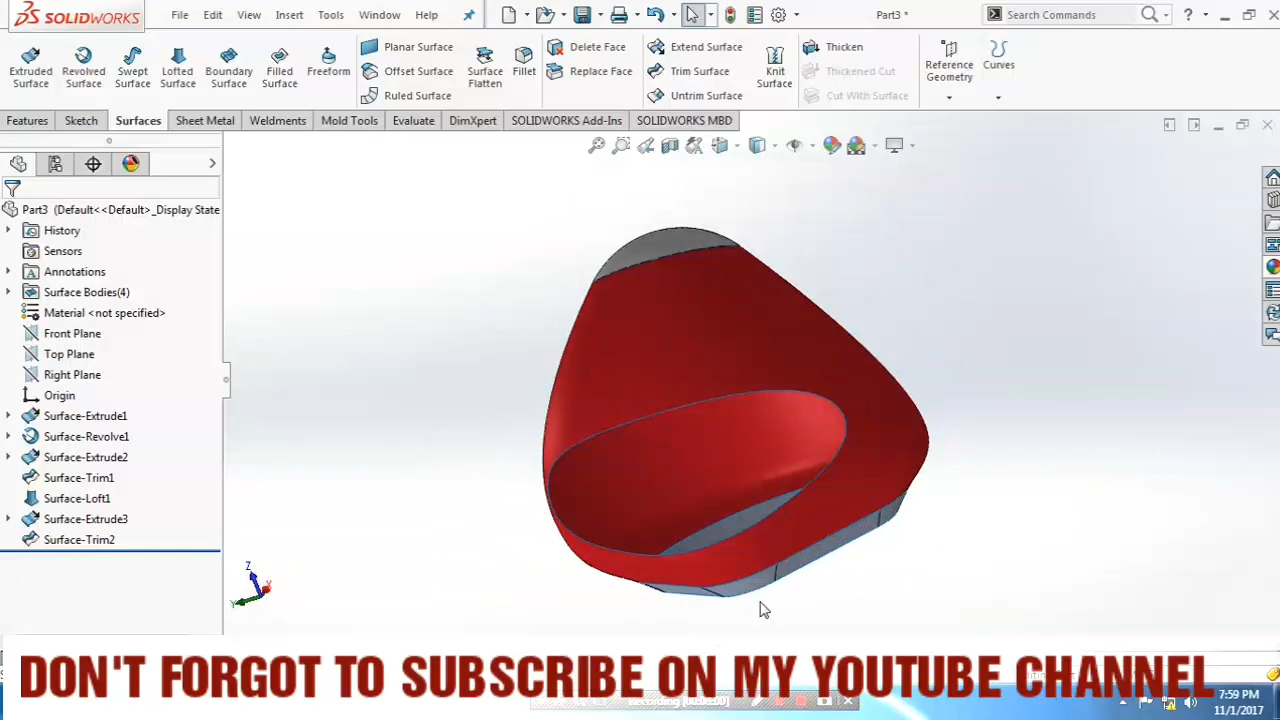 SOLIDWORKS File Edit View Insert Tools Window Help Part3 * Search Commands ?
Extruded Surface Revolved Surface Swept Surface Lofted Surface Boundary Surface Filled Surface Freeform Planar Surface Offset Surface Ruled Surface Surface Flatten Fillet Delete Face Replace Face Extend Surface Trim Surface Untrim Surface Knit Surface Thicken Thickened Cut Cut With Surface Reference Geometry Curves
Features Sketch Surfaces Sheet Metal Weldments Mold Tools Evaluate DimXpert SOLIDWORKS Add-Ins SOLIDWORKS MBD
Part3 (Default<<Default>_Display State
History
Sensors
Annotations
Surface Bodies(4)
Material <not specified>
Front Plane
Top Plane
Right Plane
Origin
Surface-Extrude1
Surface-Revolve1
Surface-Extrude2
Surface-Trim1
Surface-Loft1
Surface-Extrude3
Surface-Trim2
Z
Y
X
DON'T FORGOT TO SUBSCRIBE ON MY YOUTUBE CHANNEL
7:59 PM
11/1/2017